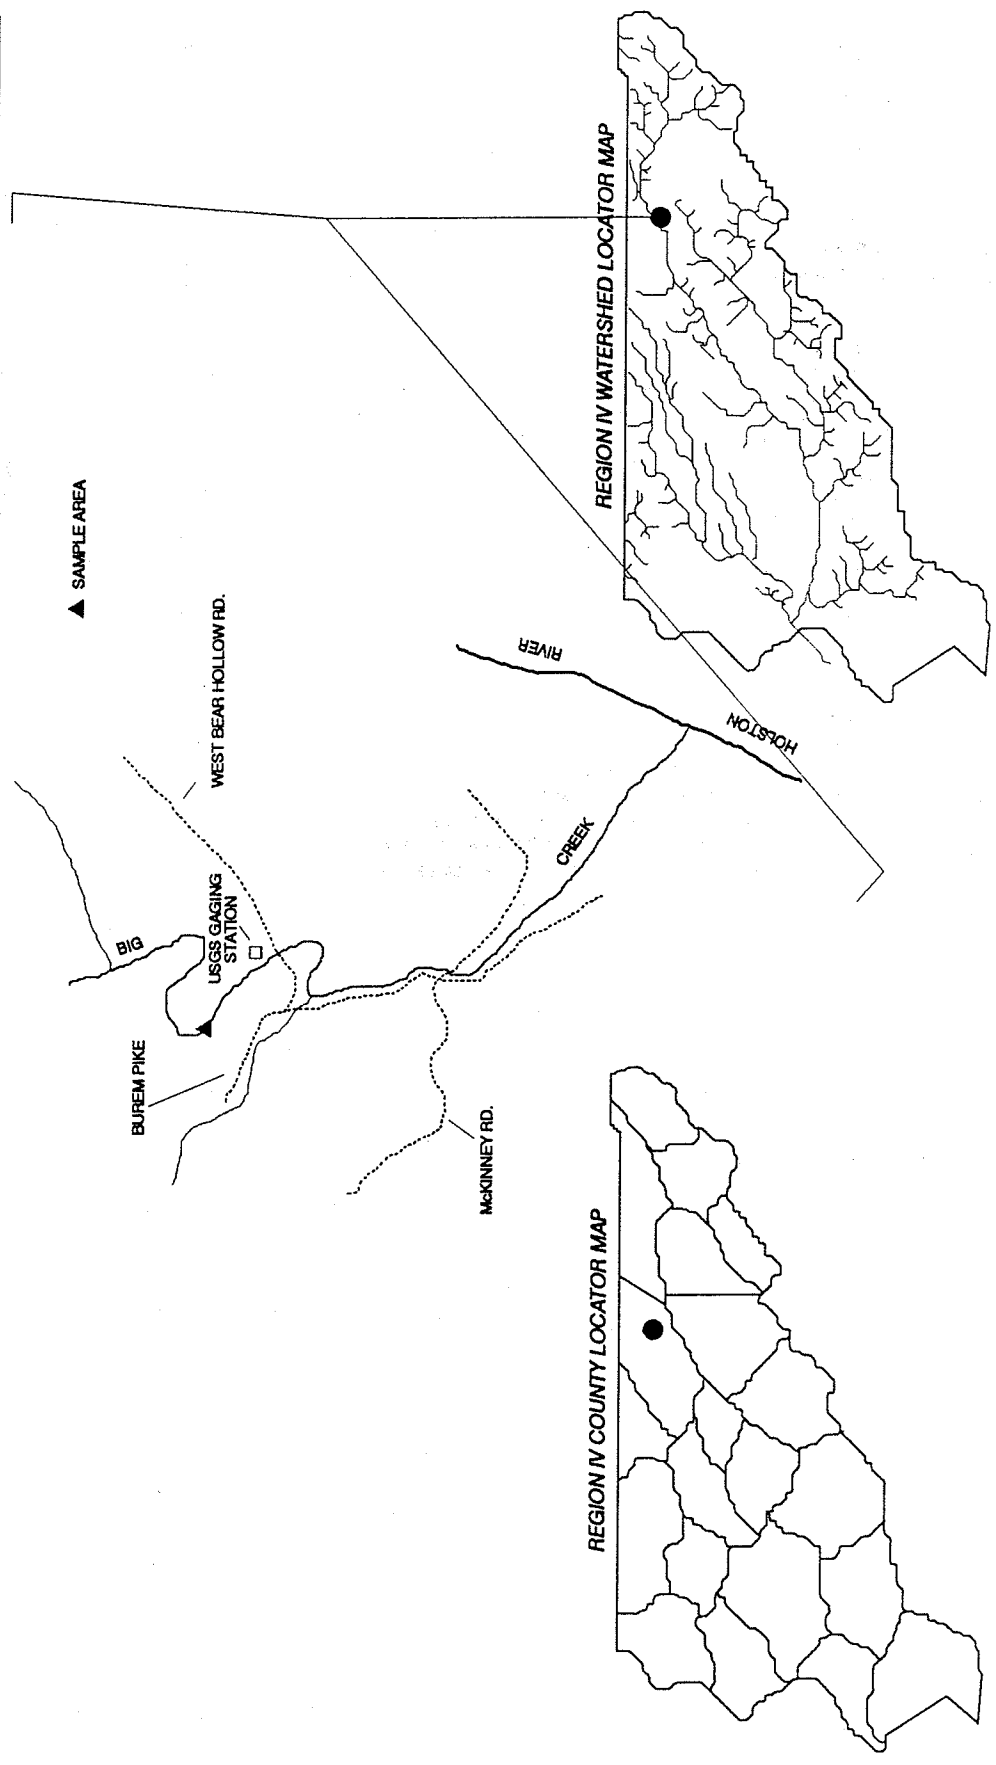 ▲ SAMPLE AREA
WEST BEAR HOLLOW RD.
BIG
USGS GAGING
STATION
BUREM PIKE
McKINNEY RD.
CREEK
RIVER
HOLSTON
REGION IV COUNTY LOCATOR MAP
REGION IV WATERSHED LOCATOR MAP